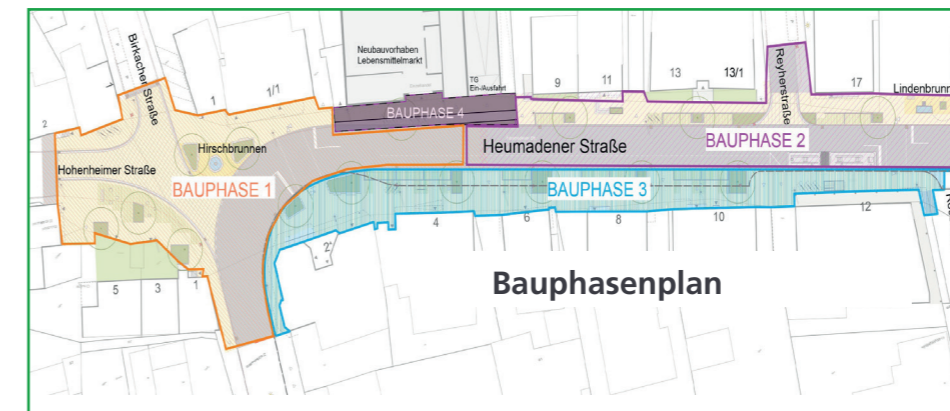 Birkacher Straße
Neubauvorhaben
Lebensmittelmarkt
TG
Ein-/Ausfahrt
Reyherstraße
1
1
1/1
9
11
13
13/1
17
Lindenbrunn
2
BAUPHASE 4
Hirschbrunnen
Heumadener Straße
BAUPHASE 2
Hohenheimer Straße
BAUPHASE 1
BAUPHASE 3
4
6
8
10
12
2
5
3
1
Bauphasenplan